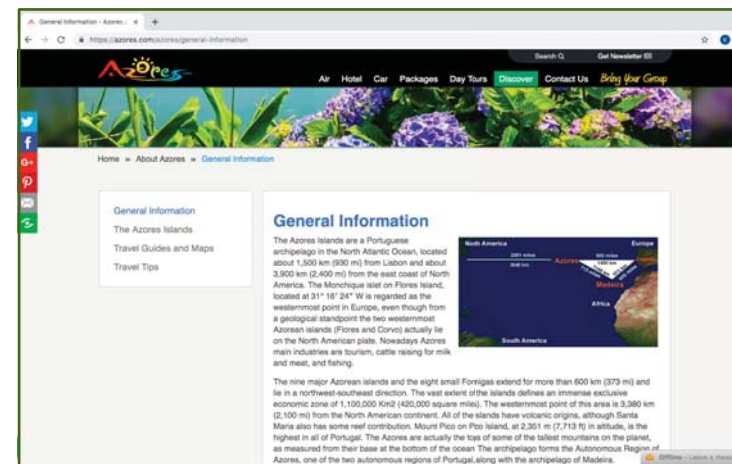 General Information - Azores / x +
https://azores.com/azores/general-information
Search Get Newsletter
Azores
Air Hotel Car Packages Day Tours Discover Contact Us Bring Your Group
Home » About Azores » General Information
General Information
The Azores Islands
Travel Guides and Maps
Travel Tips
General Information
The Azores Islands are a Portuguese
archipelago in the North Atlantic Ocean, located
about 1,500 km (930 mi) from Lisbon and about
3,900 km (2,400 mi) from the east coast of North
America. The Monchique islet on Flores Island,
located at 31° 16' 24" W is regarded as the
westernmost point in Europe, even though from
a geological standpoint the two westernmost
Azorean islands (Flores and Corvo) actually lie
on the North American plate. Nowadays Azores
main industries are tourism, cattle raising for milk
and meat, and fishing.
North America Europe
Azores
Madeira
Africa
South America
The nine major Azorean islands and the eight small Formigas extend for more than 600 km (373 mi) and
lie in a northwest-southeast direction. The vast extent ofthe islands defines an immense exclusive
economic zone of 1,100,000 Km2 (420,000 square miles). The westernmost point of this area is 3,380 km
(2,100 mi) from the North American continent. All of the slands have volcanic origins, although Santa
Maria also has some reef contribution. Mount Pico on Pco Island, at 2,351 m (7,713 ft) in altitude, is the
highest in all of Portugal. The Azores are actually the tops of some of the tallest mountains on the planet,
as measured from their base at the bottom of the ocean The archipelago forms the Autonomous Region of
Azores, one of the two autonomous regions of Portugal,along with the archipelago of Madeira.
Offline - Leave a